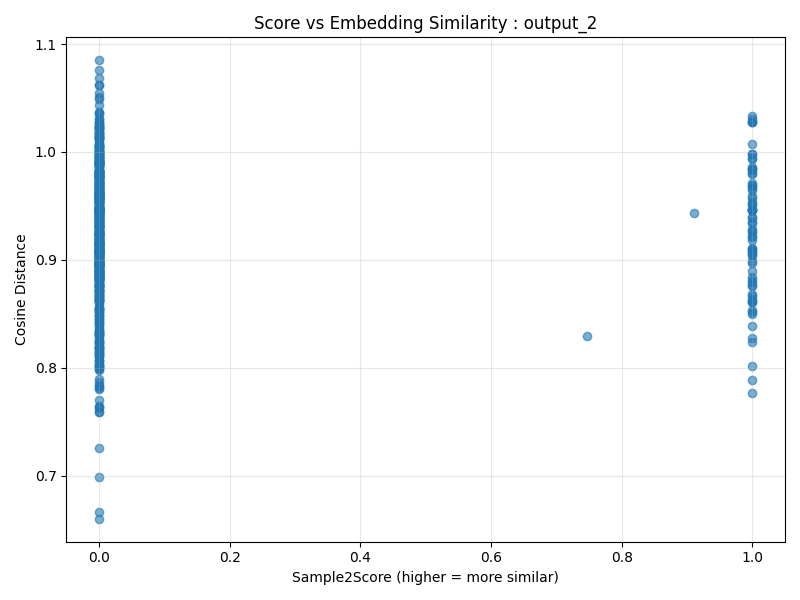 Score vs Embedding Similarity : output_2
1.1
1.0
0.9
0.8
0.7
Cosine Distance
0.0 0.2 0.4 0.6 0.8 1.0
Sample2Score (higher = more similar)